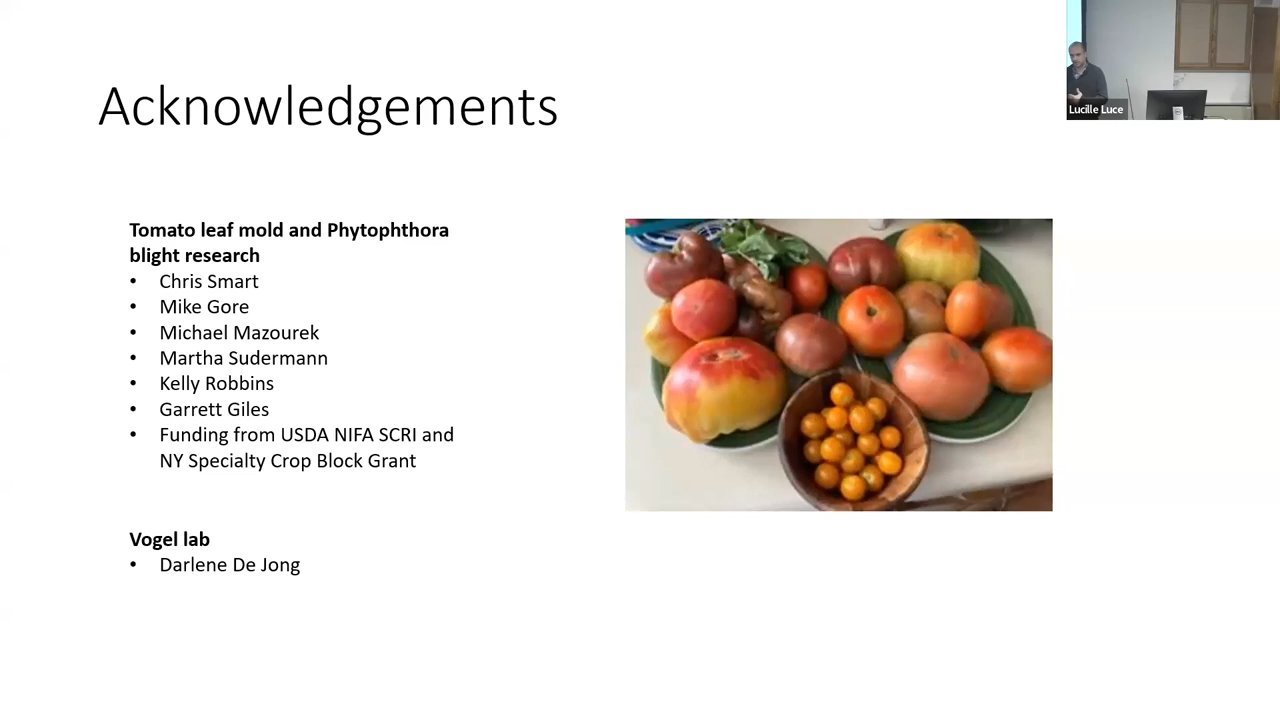 Acknowledgements
Lucille Luce
Tomato leaf mold and Phytophthora
blight research
• Chris Smart
• Mike Gore
• Michael Mazourek
• Martha Sudermann
• Kelly Robbins
• Garrett Giles
• Funding from USDA NIFA SCRI and
NY Specialty Crop Block Grant
Vogel lab
• Darlene De Jong